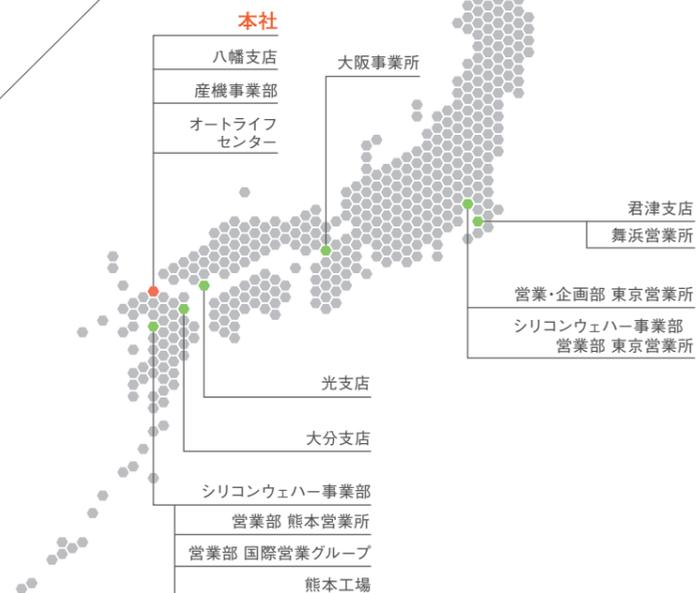 本社
八幡支店
産機事業部
オートライフ
センター
大阪事業所
君津支店
舞浜営業所
営業・企画部 東京営業所
シリコンウェハー事業部
営業部 東京営業所
光支店
大分支店
シリコンウェハー事業部
営業部 熊本営業所
営業部 国際営業グループ
熊本工場